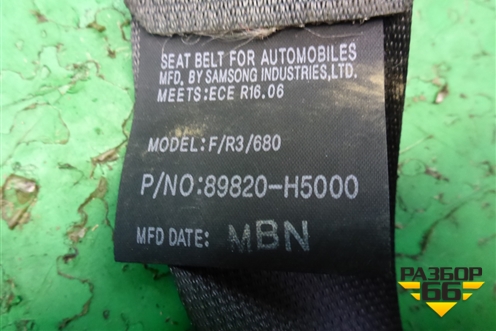 SEAT BELT FOR AUTOMOBILES
MFD. BY SAMSONG INDUSTRIES,LTD.
MEETS:ECE R16.06
MODEL:F/R3/680
P/NO:89820-H5000
MFD DATE: MBN
РАЗБОР
66